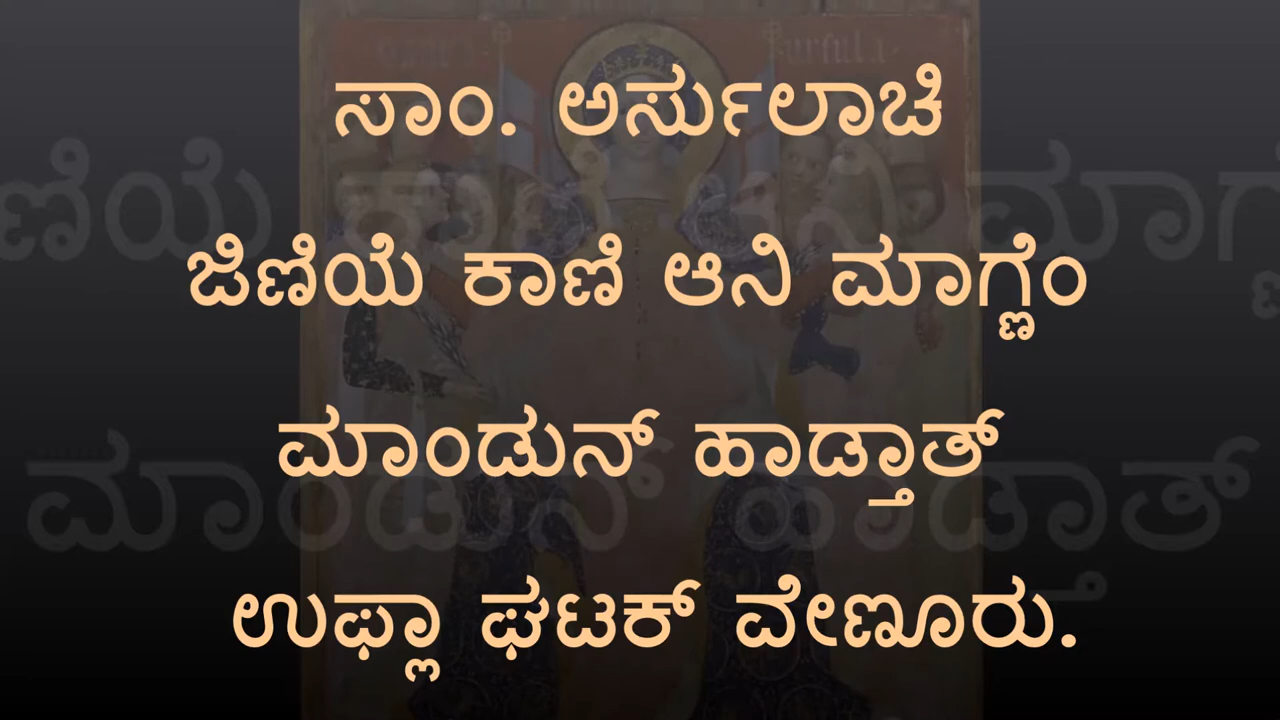 ಸಾಂ. ಅರ್ಸುಲಾಚಿ
ಜಿಣಿಯೆ ಕಾಣಿ ಆನಿ ಮಾಗ್ಣೆಂ
ಮಾಂಡುನ್ ಹಾಡ್ತಾತ್
ಉಫ್ಲಾ ಘಟಕ್ ವೇಣೂರು.